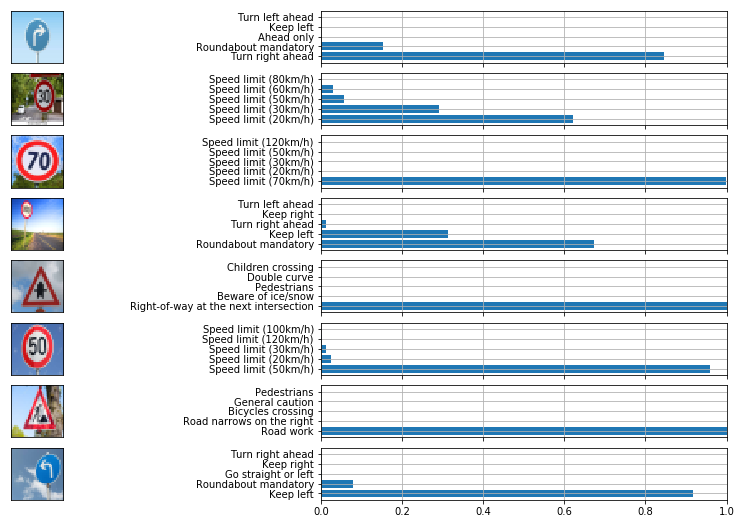 Turn left ahead
Keep left
Ahead only
Roundabout mandatory
Turn right ahead
30
Speed limit (80km/h)
Speed limit (60km/h)
Speed limit (50km/h)
Speed limit (30km/h)
Speed limit (20km/h)
70
Speed limit (120km/h)
Speed limit (50km/h)
Speed limit (30km/h)
Speed limit (20km/h)
Speed limit (70km/h)
Turn left ahead
Keep right
Turn right ahead
Keep left
Roundabout mandatory
Children crossing
Double curve
Pedestrians
Beware of ice/snow
Right-of-way at the next intersection
50
Speed limit (100km/h)
Speed limit (120km/h)
Speed limit (30km/h)
Speed limit (20km/h)
Speed limit (50km/h)
Pedestrians
General caution
Bicycles crossing
Road narrows on the right
Road work
Turn right ahead
Keep right
Go straight or left
Roundabout mandatory
Keep left
0.0 0.2 0.4 0.6 0.8 1.0